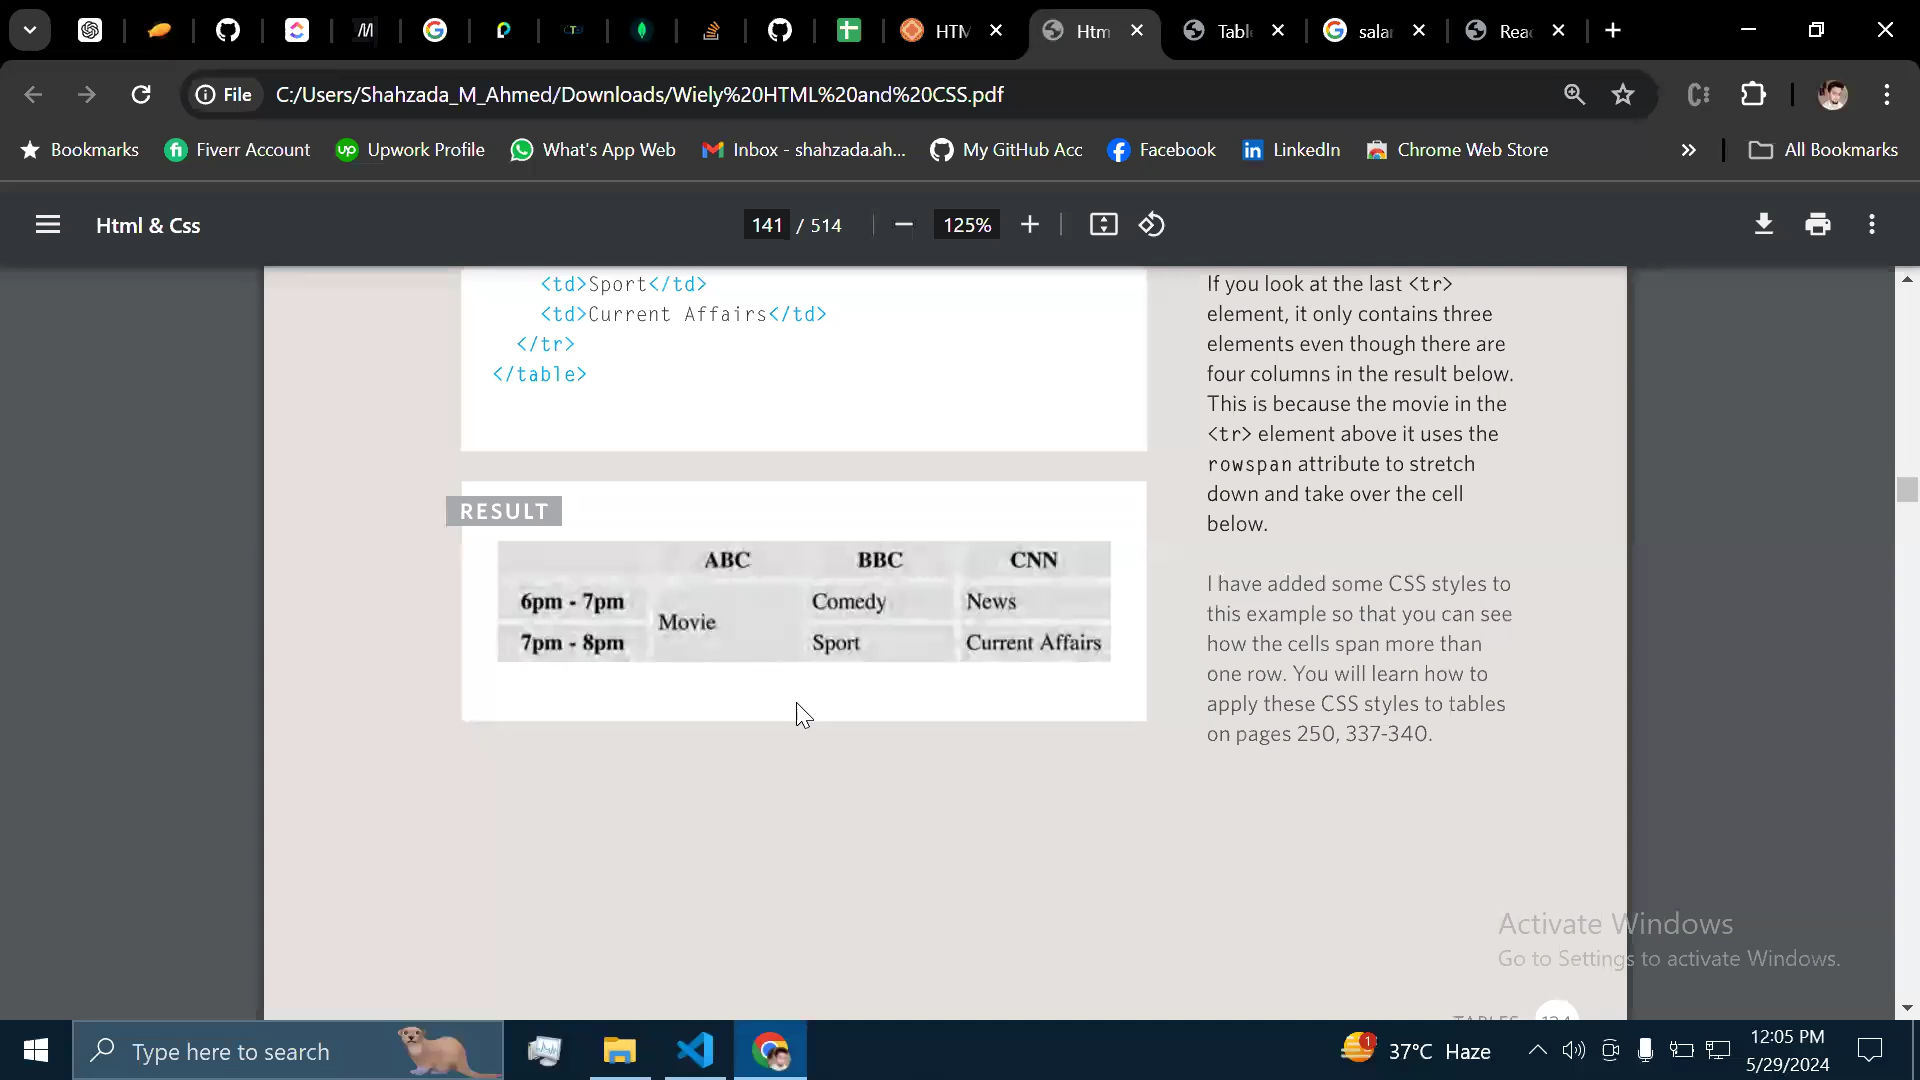 HTM
Htm
Tabl
salar
Reac
File
C:/Users/Shahzada_M_Ahmed/Downloads/Wiely%20HTML%20and%20CSS.pdf
Bookmarks
Fiverr Account
up
Upwork Profile
What's App Web
Inbox - shahzada.ah...
My GitHub Acc
Facebook
in
LinkedIn
Chrome Web Store
All Bookmarks
Html & Css
141 / 514
125%
<td>Sport</td>
<td>Current Affairs</td>
</tr>
</table>
RESULT
ABC BBC CNN
6pm - 7pm Movie Comedy News
7pm - 8pm Sport Current Affairs
If you look at the last <tr>
element, it only contains three
elements even though there are
four columns in the result below.
This is because the movie in the
<tr> element above it uses the
rowspan attribute to stretch
down and take over the cell
below.
I have added some CSS styles to
this example so that you can see
how the cells span more than
one row. You will learn how to
apply these CSS styles to tables
on pages 250, 337-340.
Activate Windows
Go to Settings to activate Windows.
Type here to search
1
37°C Haze
12:05 PM
5/29/2024